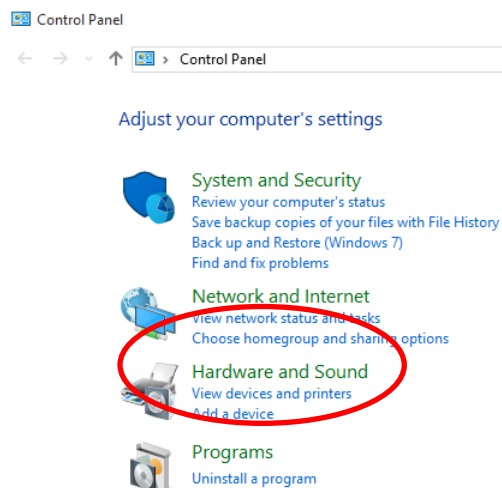 Control Panel
Control Panel
Adjust your computer's settings
System and Security
Review your computer's status
Save backup copies of your files with File History
Back up and Restore (Windows 7)
Find and fix problems
Network and Internet
View network status and tasks
Choose homegroup and sharing options
Hardware and Sound
View devices and printers
Add a device
Programs
Uninstall a program